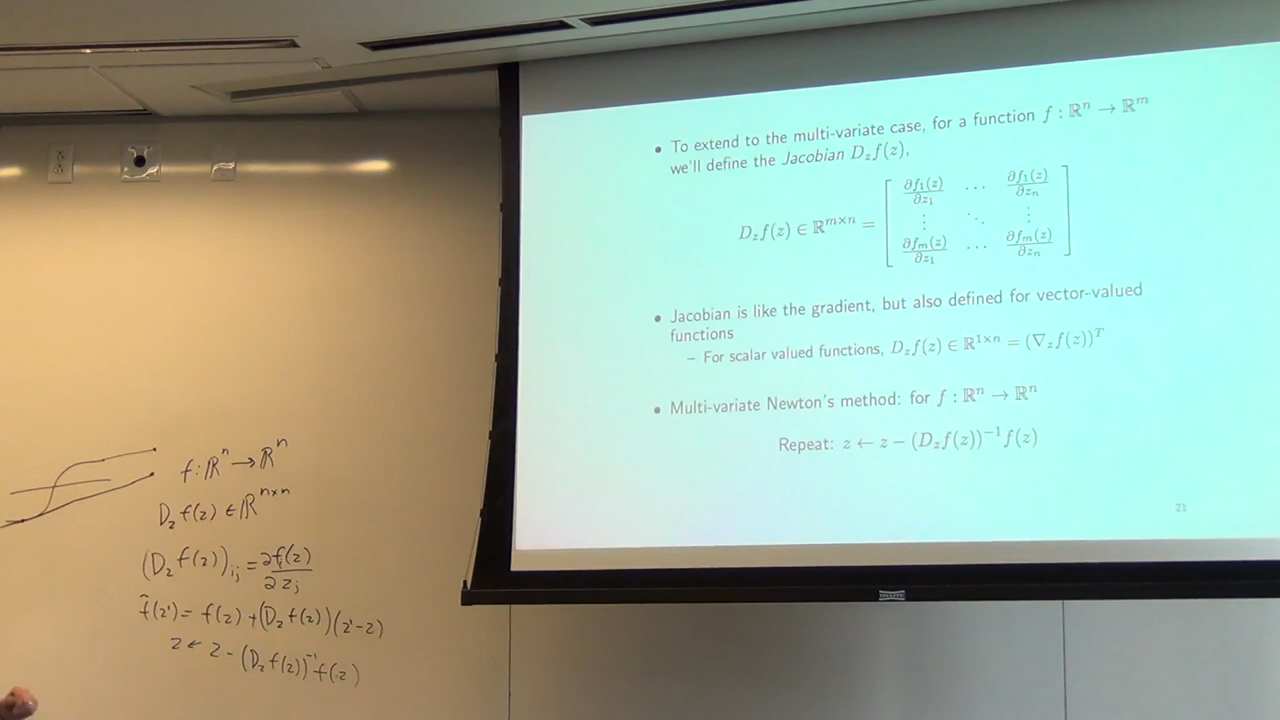 • To extend to the multi-variate case, for a function f : ℝⁿ → ℝᵐ
we'll define the Jacobian D_z f(z),
D_z f(z) ∈ ℝ^{m×n} = [ ∂f₁(z)/∂z₁ ⋯ ∂f₁(z)/∂zₙ
⋮ ⋱ ⋮
∂fₘ(z)/∂z₁ ⋯ ∂fₘ(z)/∂zₙ ]
• Jacobian is like the gradient, but also defined for vector-valued
functions
– For scalar valued functions, D_z f(z) ∈ ℝ^{1×n} = (∇_z f(z))ᵀ
• Multi-variate Newton's method: for f : ℝⁿ → ℝⁿ
Repeat: z ← z − (D_z f(z))⁻¹ f(z)
21
f : ℝⁿ → ℝⁿ
D_z f(z) ∈ ℝ^{n×n}
(D_z f(z))_{ij} = ∂f_i(z)/∂z_j
f̃(z') = f(z) + (D_z f(z))(z'−z)
z ← z − (D_z f(z))⁻¹ f(z)